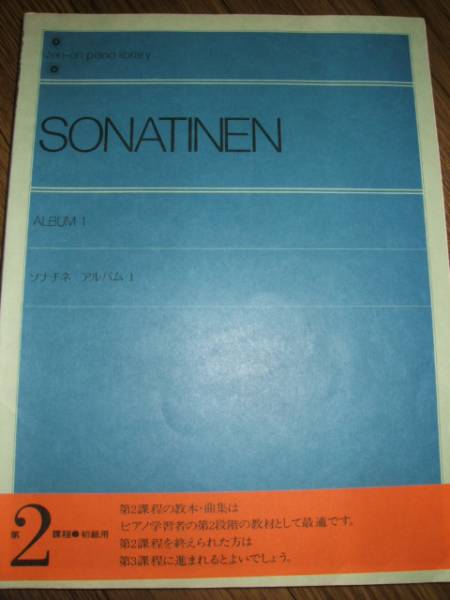 zen-on piano library
SONATINEN
ALBUM 1
ソナチネ アルバム 1
第2課程●初級用
第2課程の教本・曲集は
ピアノ学習者の第2段階の教材として最適です。
第2課程を終えられた方は
第3課程に進まれるとよいでしょう。